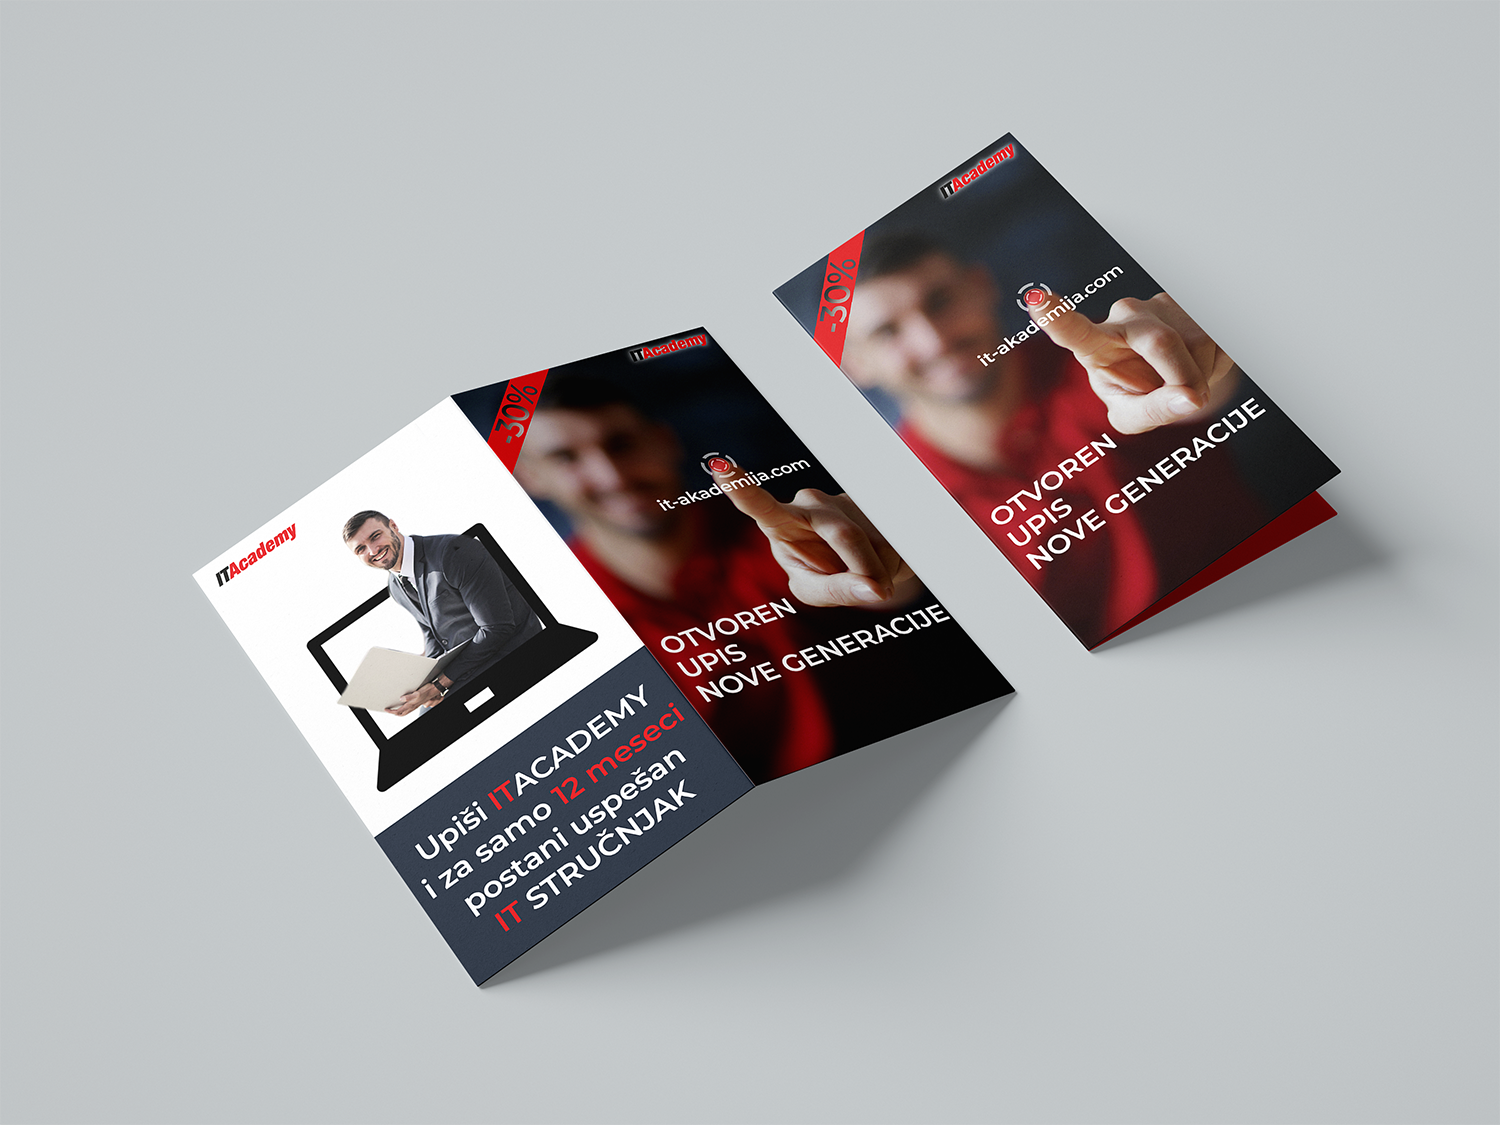 ITAcademy
Upiši ITACADEMY
i za samo 12 meseci
postani uspešan
IT STRUČNJAK
ITAcademy
-30%
it-akademija.com
OTVOREN
UPIS
NOVE GENERACIJE
ITAcademy
-30%
it-akademija.com
OTVOREN
UPIS
NOVE GENERACIJE